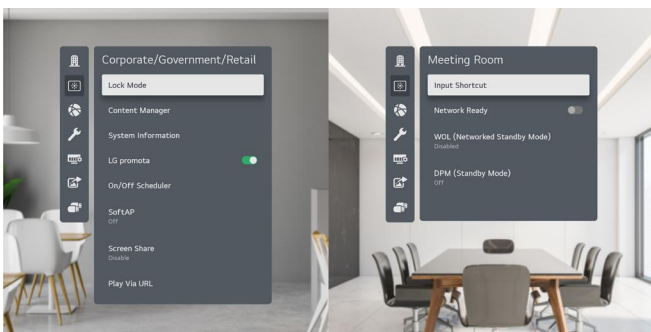 Corporate/Government/Retail
Lock Mode
Content Manager
System Information
LG promota
On/Off Scheduler
SoftAP
Off
Screen Share
Disable
Play Via URL
Meeting Room
Input Shortcut
Network Ready
WOL (Networked Standby Mode)
Disabled
DPM (Standby Mode)
Off